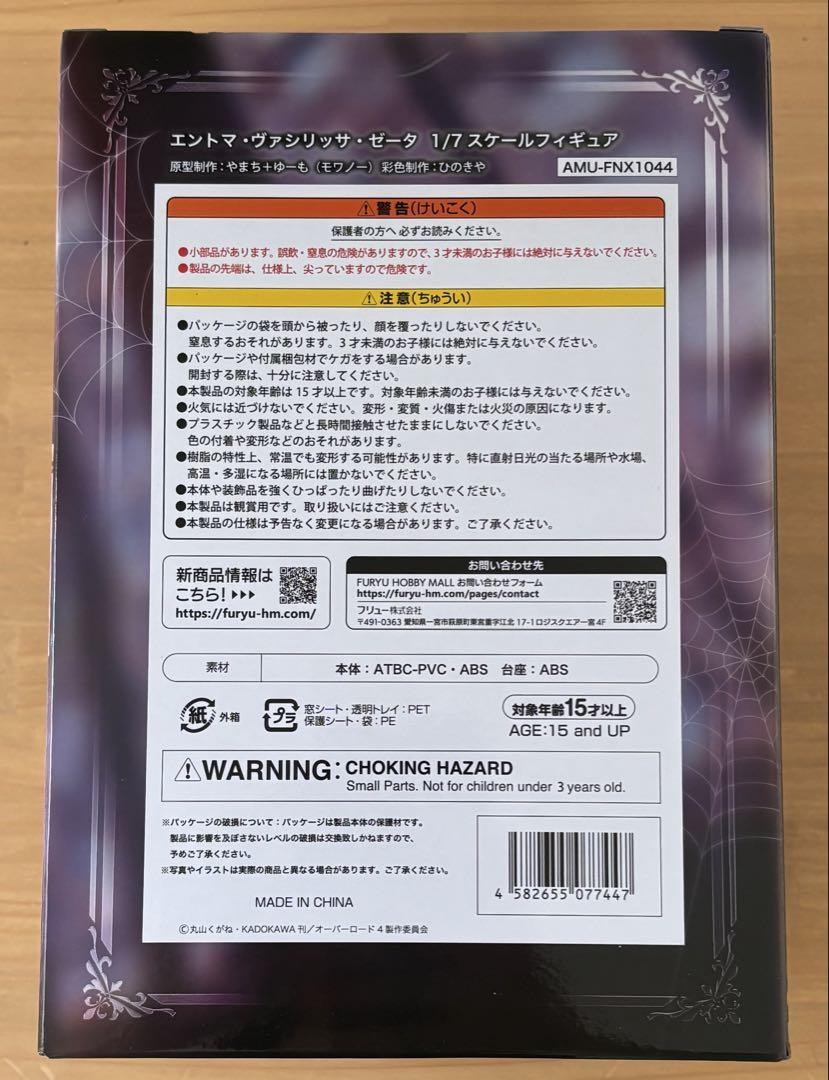 エントマ・ヴァシリッサ・ゼータ 1/7スケールフィギュア
原型制作：やまち＋ゆーも（モワノー） 彩色制作：ひのきや
AMU-FNX1044
⚠警告(けいこく)
保護者の方へ 必ずお読みください。
●小部品があります。誤飲・窒息の危険がありますので、3才未満のお子様には絶対に与えないでください。
●製品の先端は、仕様上、尖っていますので危険です。
⚠注意(ちゅうい)
●パッケージの袋を頭から被ったり、顔を覆ったりしないでください。
窒息するおそれがあります。3才未満のお子様には絶対に与えないでください。
●パッケージや付属梱包材でケガをする場合があります。
開封する際は、十分に注意してください。
●本製品の対象年齢は15才以上です。対象年齢未満のお子様には与えないでください。
●火気には近づけないでください。変形・変質・火傷または火災の原因になります。
●プラスチック製品などと長時間接触させたままにしないでください。
色の付着や変形などのおそれがあります。
●樹脂の特性上、常温でも変形する可能性があります。特に直射日光の当たる場所や水場、
高温・多湿になる場所には置かないでください。
●本体や装飾品を強くひっぱったり曲げたりしないでください。
●本製品は観賞用です。取り扱いにはご注意ください。
●本製品の仕様は予告なく変更になる場合があります。ご了承ください。
新商品情報は
こちら！▶▶▶
https://furyu-hm.com/
お問い合わせ先
FURYU HOBBY MALL お問い合わせフォーム
https://furyu-hm.com/pages/contact
フリュー株式会社
〒491-0363 愛知県一宮市萩原町東宮重字江北 17-1ロジスクエア一宮4F
素材
本体：ATBC-PVC・ABS 台座：ABS
紙 外箱
プラ
窓シート・透明トレイ：PET
保護シート・袋：PE
対象年齢15才以上
AGE:15 and UP
⚠WARNING: CHOKING HAZARD
Small Parts. Not for children under 3 years old.
※パッケージの破損について：パッケージは製品本体の保護材です。
製品に影響を及ぼさないレベルの破損は交換致しかねますので、
予めご了承ください。
※写真やイラストは実際の商品と異なる場合があります。ご了承ください。
4 582655 077447
MADE IN CHINA
©丸山くがね・KADOKAWA刊／オーバーロード4製作委員会